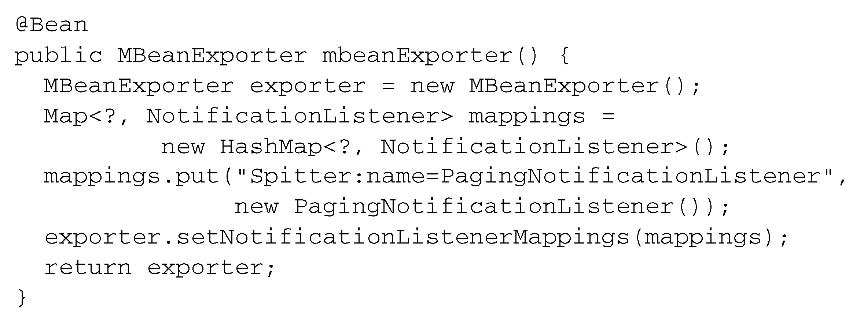 @Bean
public MBeanExporter mbeanExporter() {
  MBeanExporter exporter = new MBeanExporter();
  Map<?, NotificationListener> mappings =
          new HashMap<?, NotificationListener>();
  mappings.put("Spitter:name=PagingNotificationListener",
               new PagingNotificationListener());
  exporter.setNotificationListenerMappings(mappings);
  return exporter;
}